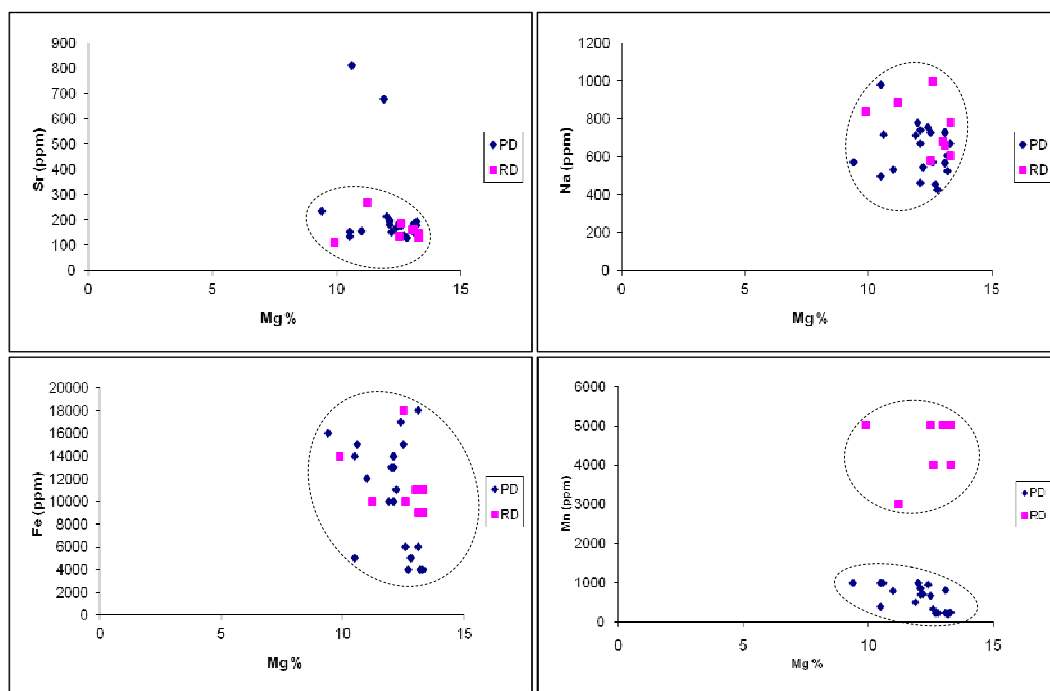 900
800
700
600
500
400
300
200
100
0
Sr (ppm)
0 5 10 15
Mg %
PD
RD
1200
1000
800
600
400
200
0
Na (ppm)
0 5 10 15
Mg %
PD
RD
20000
18000
16000
14000
12000
10000
8000
6000
4000
2000
0
Fe (ppm)
0 5 10 15
Mg %
PD
RD
6000
5000
4000
3000
2000
1000
0
Mn (ppm)
0 5 10 15
Mg %
PD
RD